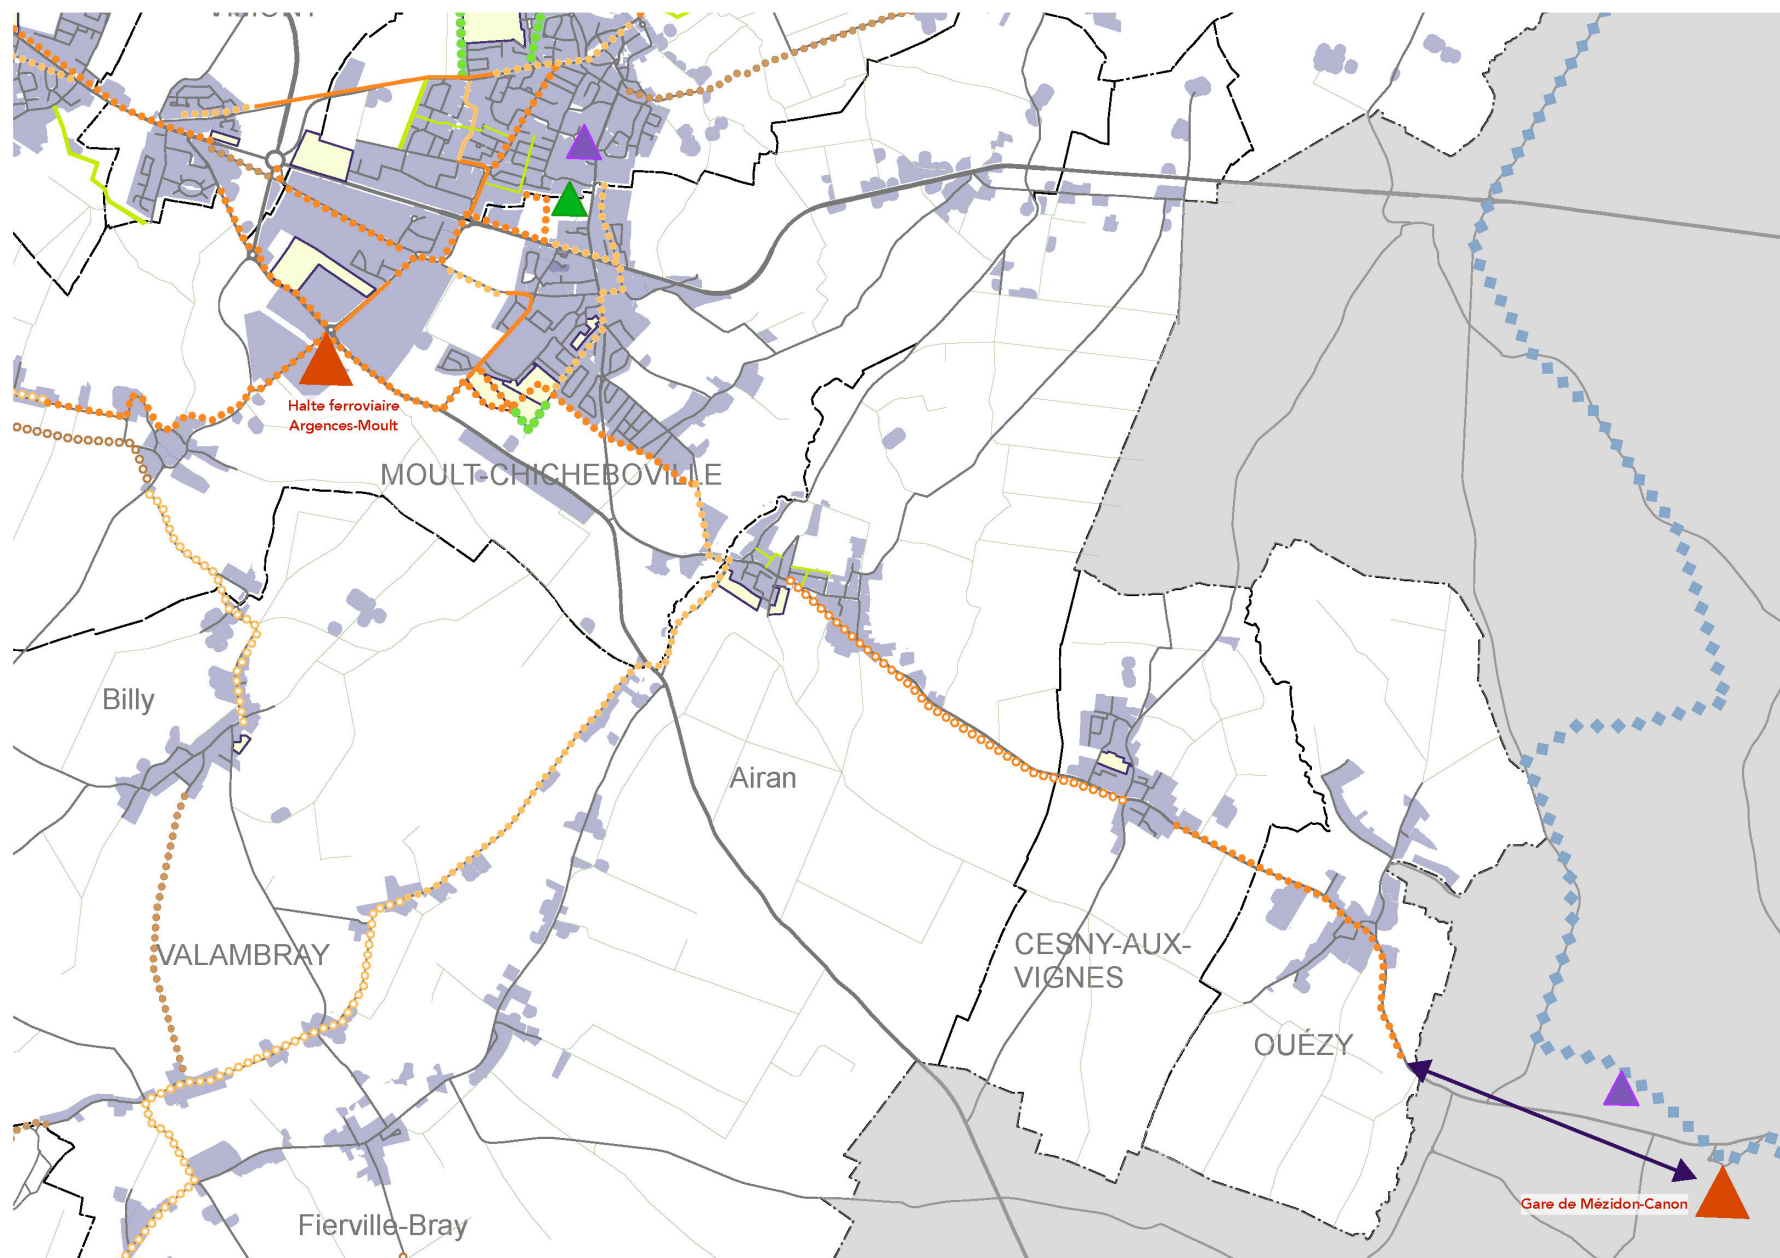 Halte ferroviaire
Argences-Moult
MOULT-CHICHEBOVILLE
Billy
Airan
VALAMBRAY
CESNY-AUX-
VIGNES
OUÉZY
Gare de Mézidon-Canon
Fierville-Bray